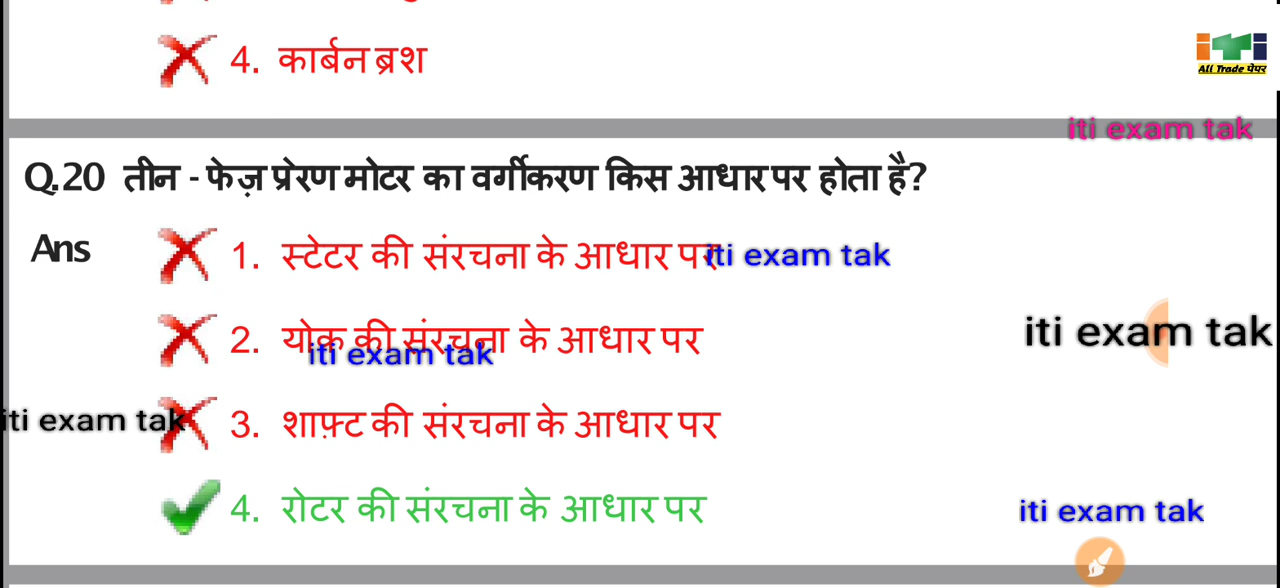 4. कार्बन ब्रश
iTi
All Trade पेपर
iti exam tak
Q.20 तीन - फेज़ प्रेरण मोटर का वर्गीकरण किस आधार पर होता है?
Ans
1. स्टेटर की संरचना के आधार पर
iti exam tak
2. योक की संरचना के आधार पर
iti exam tak
iti exam tak
iti exam tak
3. शाफ़्ट की संरचना के आधार पर
4. रोटर की संरचना के आधार पर
iti exam tak